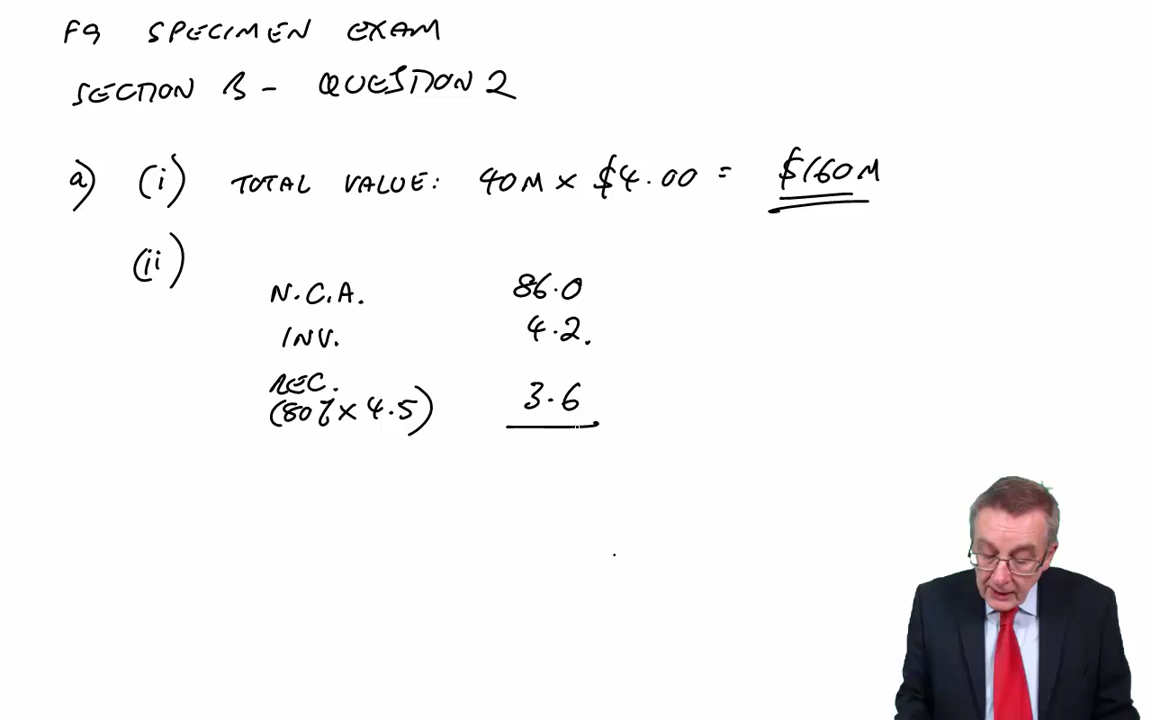 F9 SPECIMEN EXAM
SECTION B - QUESTION 2
a) (i) TOTAL VALUE: 40M × $4.00 = $160M
(ii)
N.C.A. 86.0
INV. 4.2.
REC.
(80% × 4.5) 3.6